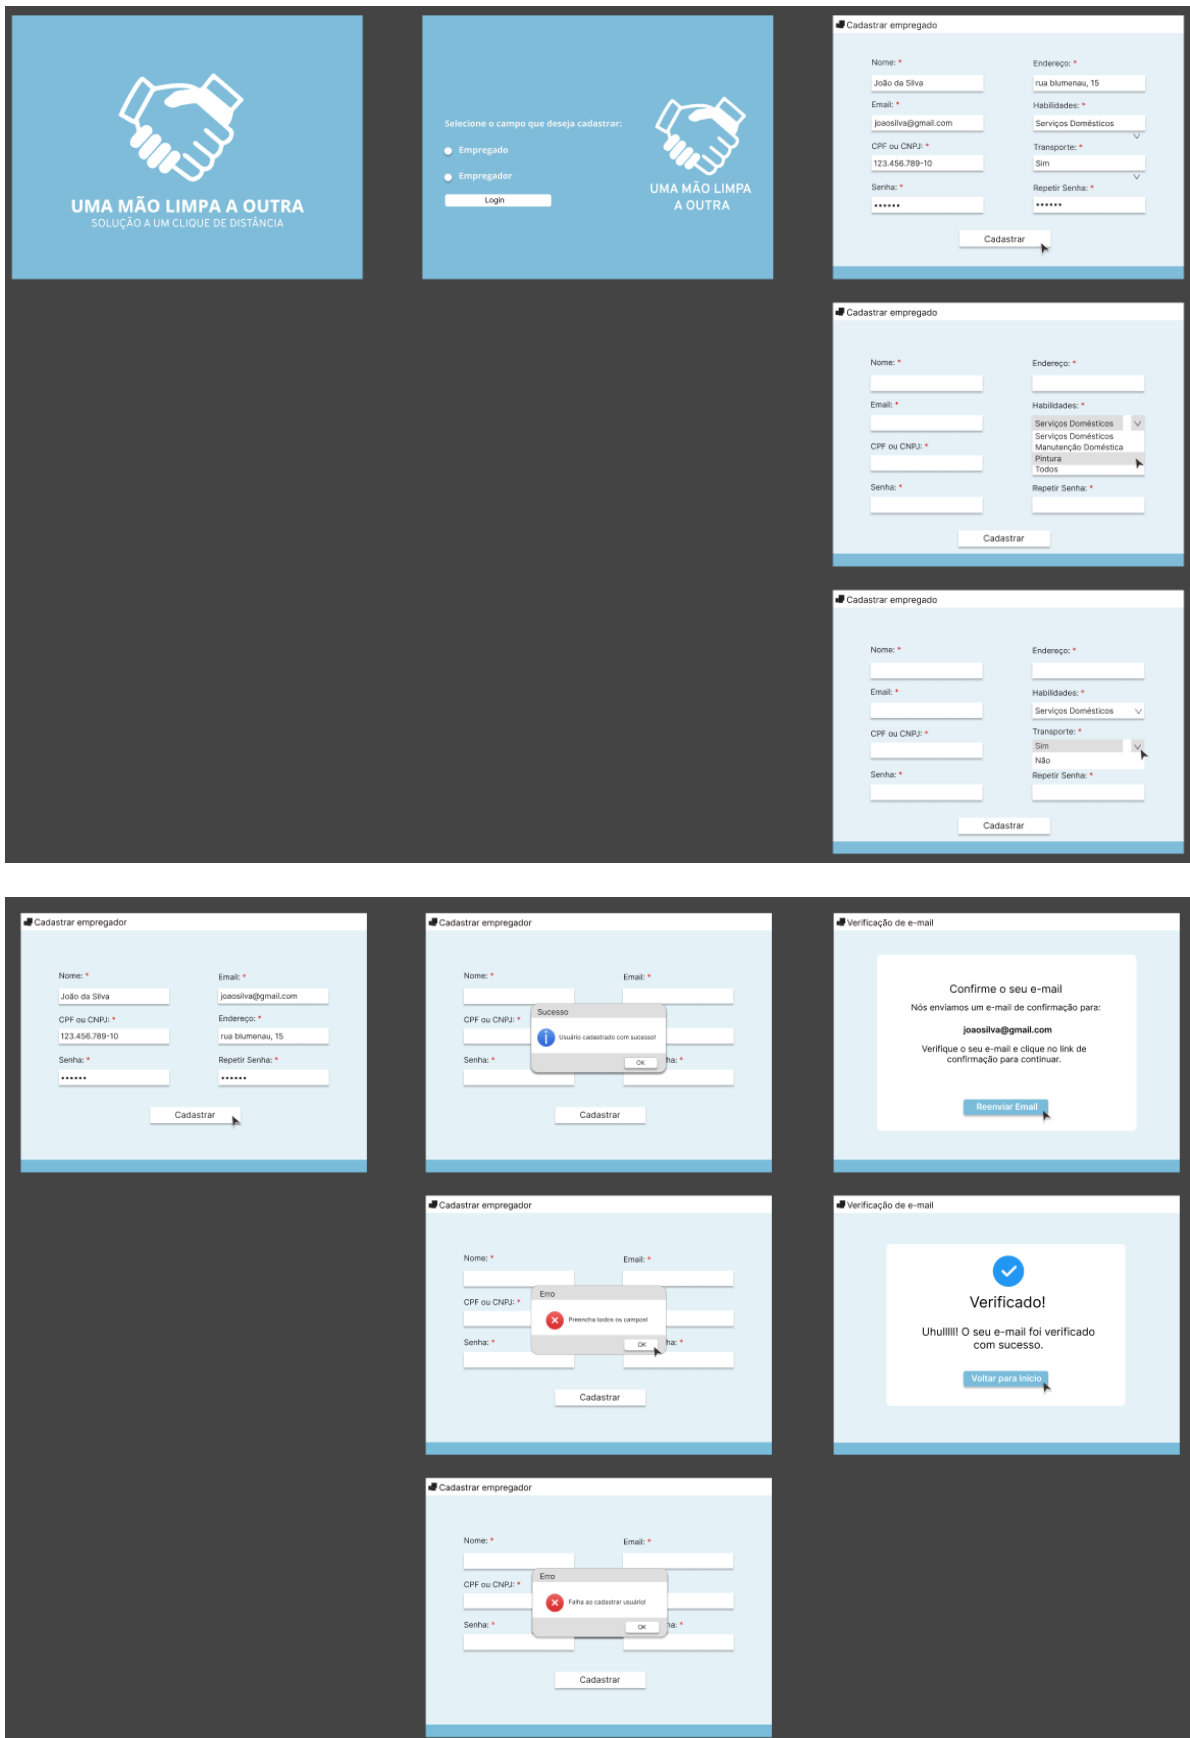 UMA MÃO LIMPA A OUTRA
SOLUÇÃO A UM CLIQUE DE DISTÂNCIA
Selecione o campo que deseja cadastrar:
Empregado
Empregador
Login
UMA MÃO LIMPA
A OUTRA
Cadastrar empregado
Nome: * Endereço: *
João da Silva rua blumenau, 15
Email: * Habilidades: *
joaosilva@gmail.com Serviços Domésticos
CPF ou CNPJ: * Transporte: *
123.456.789-10 Sim
Senha: * Repetir Senha: *
•••••• ••••••
Cadastrar
Cadastrar empregado
Nome: * Endereço: *
Email: * Habilidades: *
Serviços Domésticos
Serviços Domésticos
Manutenção Doméstica
CPF ou CNPJ: *
Pintura
Todos
Senha: * Repetir Senha: *
Cadastrar
Cadastrar empregado
Nome: * Endereço: *
Email: * Habilidades: *
Serviços Domésticos
CPF ou CNPJ: * Transporte: *
Sim
Não
Senha: * Repetir Senha: *
Cadastrar
Cadastrar empregador
Nome: * Email: *
João da Silva joaosilva@gmail.com
CPF ou CNPJ: * Endereço: *
123.456.789-10 rua blumenau, 15
Senha: * Repetir Senha: *
•••••• ••••••
Cadastrar
Cadastrar empregador
Nome: * Email: *
Sucesso
CPF ou CNPJ: *
Usuário cadastrado com sucesso!
Senha: * OK ha: *
Cadastrar
Verificação de e-mail
Confirme o seu e-mail
Nós enviamos um e-mail de confirmação para:
joaosilva@gmail.com
Verifique o seu e-mail e clique no link de
confirmação para continuar.
Reenviar Email
Cadastrar empregador
Nome: * Email: *
Erro
CPF ou CNPJ: *
Preencha todos os campos!
Senha: * OK ha: *
Cadastrar
Verificação de e-mail
Verificado!
Uhulllll! O seu e-mail foi verificado
com sucesso.
Voltar para Início
Cadastrar empregador
Nome: * Email: *
Erro
CPF ou CNPJ: *
Falha ao cadastrar usuário!
Senha: * OK ha: *
Cadastrar